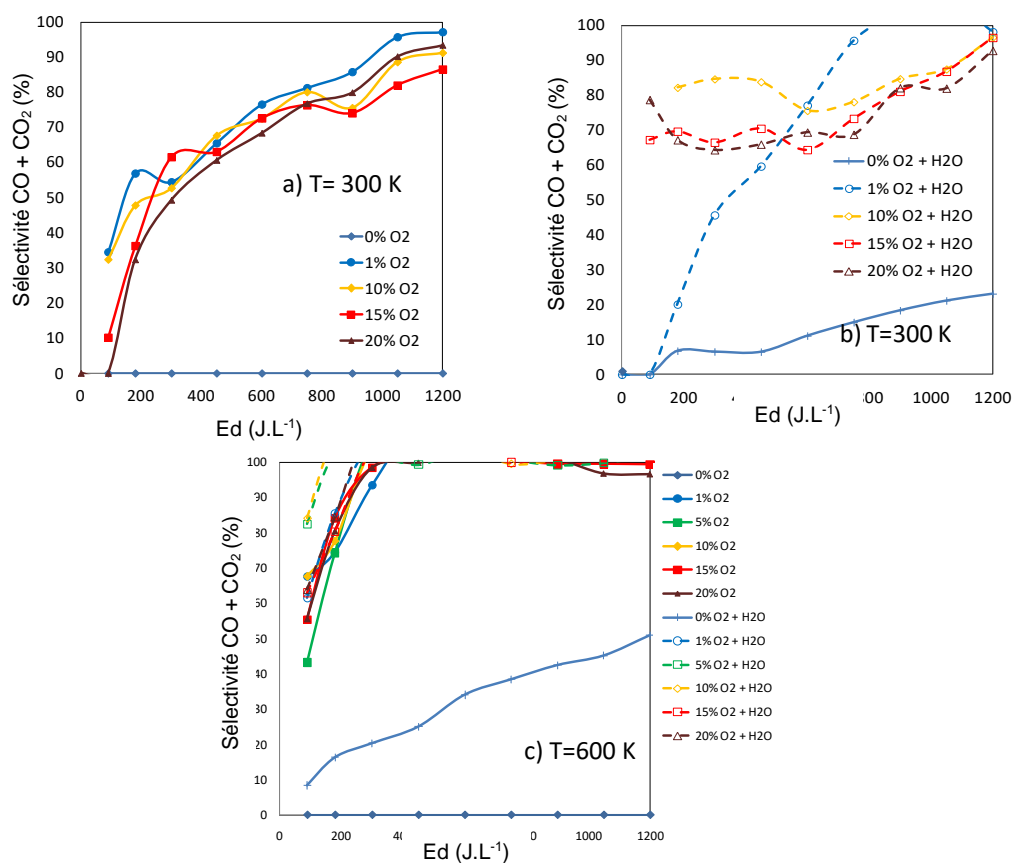 Sélectivité CO + CO₂ (%)
100
90
80
70
60
50
40
30
20
10
0
a) T= 300 K
0% O2
1% O2
10% O2
15% O2
20% O2
0 200 400 600 800 1000 1200
Ed (J.L⁻¹)
Sélectivité CO + CO₂ (%)
100
90
80
70
60
50
40
30
20
10
0
0% O2 + H2O
1% O2 + H2O
10% O2 + H2O
15% O2 + H2O
20% O2 + H2O
b) T=300 K
0 200 1000 1200
Ed (J.L⁻¹)
Sélectivité CO + CO₂ (%)
100
90
80
70
60
50
40
30
20
10
0
c) T=600 K
0% O2
1% O2
5% O2
10% O2
15% O2
20% O2
0% O2 + H2O
1% O2 + H2O
5% O2 + H2O
10% O2 + H2O
15% O2 + H2O
20% O2 + H2O
0 200 40 0 1000 1200
Ed (J.L⁻¹)